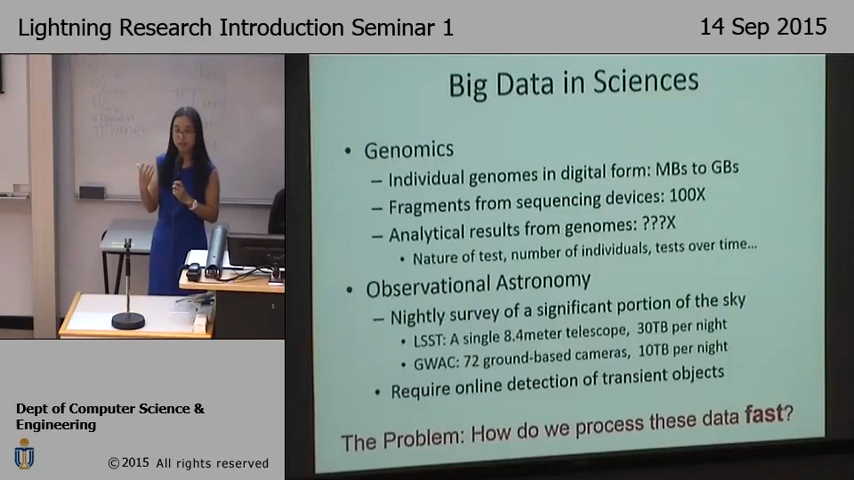 Lightning Research Introduction Seminar 1
14 Sep 2015
Big Data in Sciences
• Genomics
– Individual genomes in digital form: MBs to GBs
– Fragments from sequencing devices: 100X
– Analytical results from genomes: ???X
• Nature of test, number of individuals, tests over time...
• Observational Astronomy
– Nightly survey of a significant portion of the sky
• LSST: A single 8.4meter telescope, 30TB per night
• GWAC: 72 ground-based cameras, 10TB per night
• Require online detection of transient objects
The Problem: How do we process these data fast?
Dept of Computer Science &
Engineering
©2015 All rights reserved